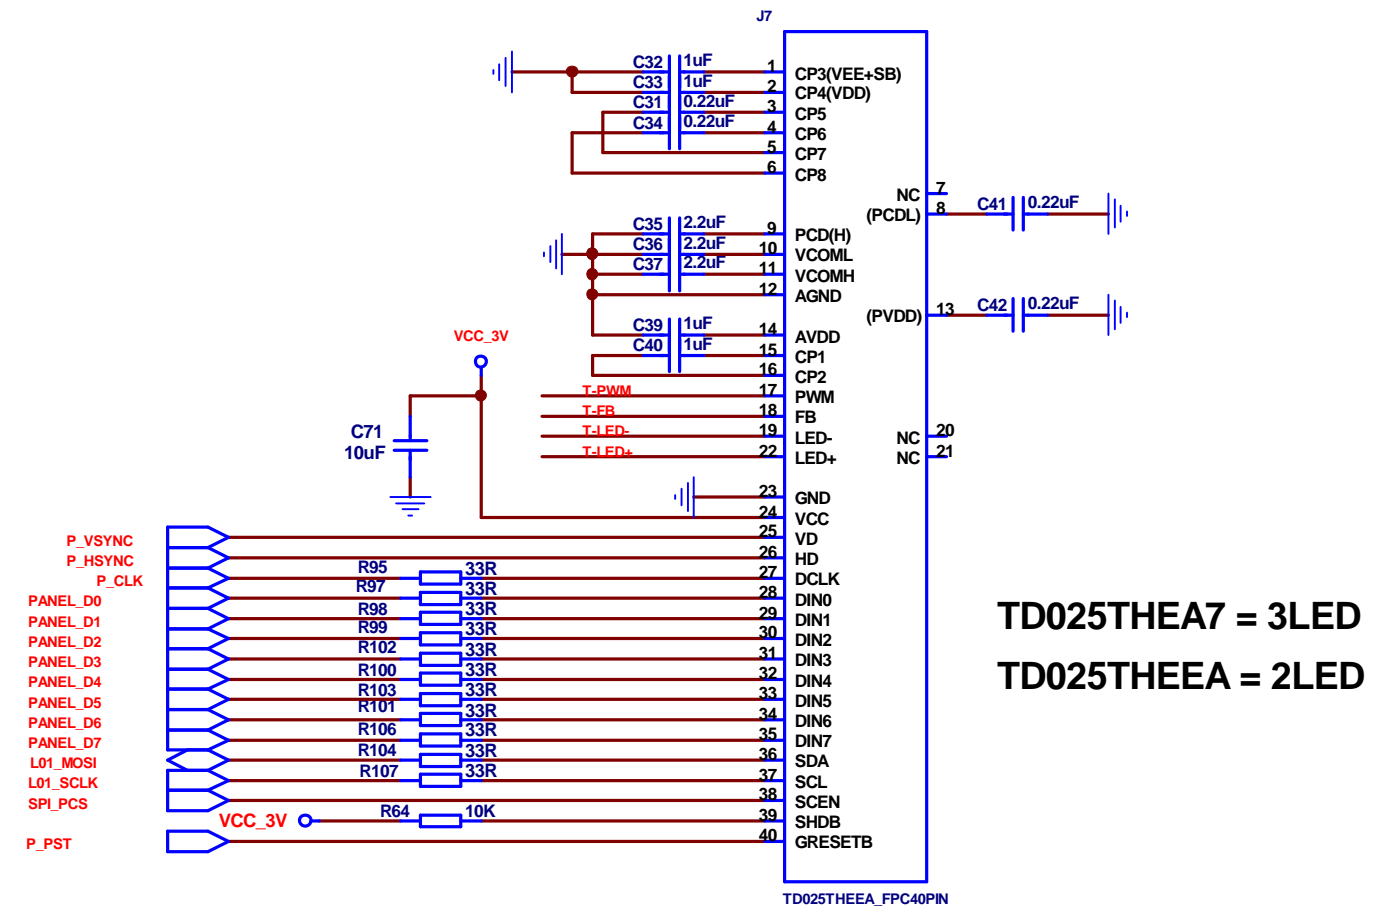 J7
C32 1uF 1 CP3(VEE+SB)
C33 1uF 2 CP4(VDD)
C31 0.22uF 3 CP5
C34 0.22uF 4 CP6
5 CP7
6 CP8
NC 7
(PCDL) 8 C41 0.22uF
C35 2.2uF 9 PCD(H)
C36 2.2uF 10 VCOML
C37 2.2uF 11 VCOMH
12 AGND
(PVDD) 13 C42 0.22uF
C39 1uF 14 AVDD
C40 1uF 15 CP1
16 CP2
VCC_3V
T-PWM 17 PWM
T-FB 18 FB
T-LED- 19 LED-
NC 20
T-LED+ 22 LED+
NC 21
C71
10uF
23 GND
24 VCC
P_VSYNC 25 VD
P_HSYNC 26 HD
P_CLK R95 33R 27 DCLK
PANEL_D0 R97 33R 28 DIN0
PANEL_D1 R98 33R 29 DIN1
PANEL_D2 R99 33R 30 DIN2
PANEL_D3 R102 33R 31 DIN3
PANEL_D4 R100 33R 32 DIN4
PANEL_D5 R103 33R 33 DIN5
PANEL_D6 R101 33R 34 DIN6
PANEL_D7 R106 33R 35 DIN7
L01_MOSI R104 33R 36 SDA
L01_SCLK R107 33R 37 SCL
SPI_PCS 38 SCEN
VCC_3V R64 10K 39 SHDB
P_PST 40 GRESETB
TD025THEA7 = 3LED
TD025THEEA = 2LED
TD025THEEA_FPC40PIN